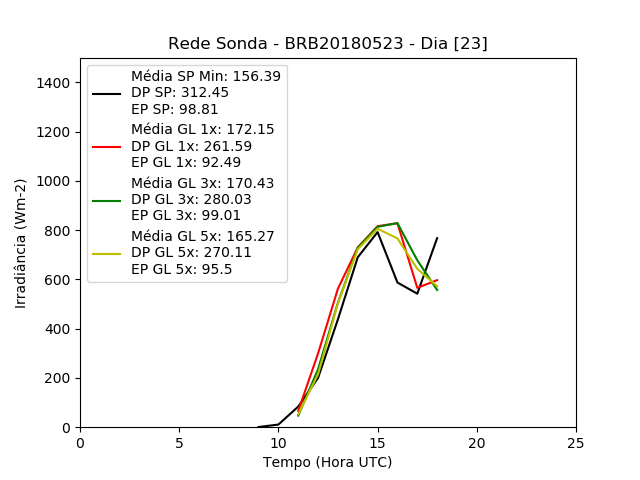 Rede Sonda - BRB20180523 - Dia [23]
Média SP Min: 156.39
DP SP: 312.45
EP SP: 98.81
Média GL 1x: 172.15
DP GL 1x: 261.59
EP GL 1x: 92.49
Média GL 3x: 170.43
DP GL 3x: 280.03
EP GL 3x: 99.01
Média GL 5x: 165.27
DP GL 5x: 270.11
EP GL 5x: 95.5
Irradiância (Wm-2)
1400
1200
1000
800
600
400
200
0
0 5 10 15 20 25
Tempo (Hora UTC)